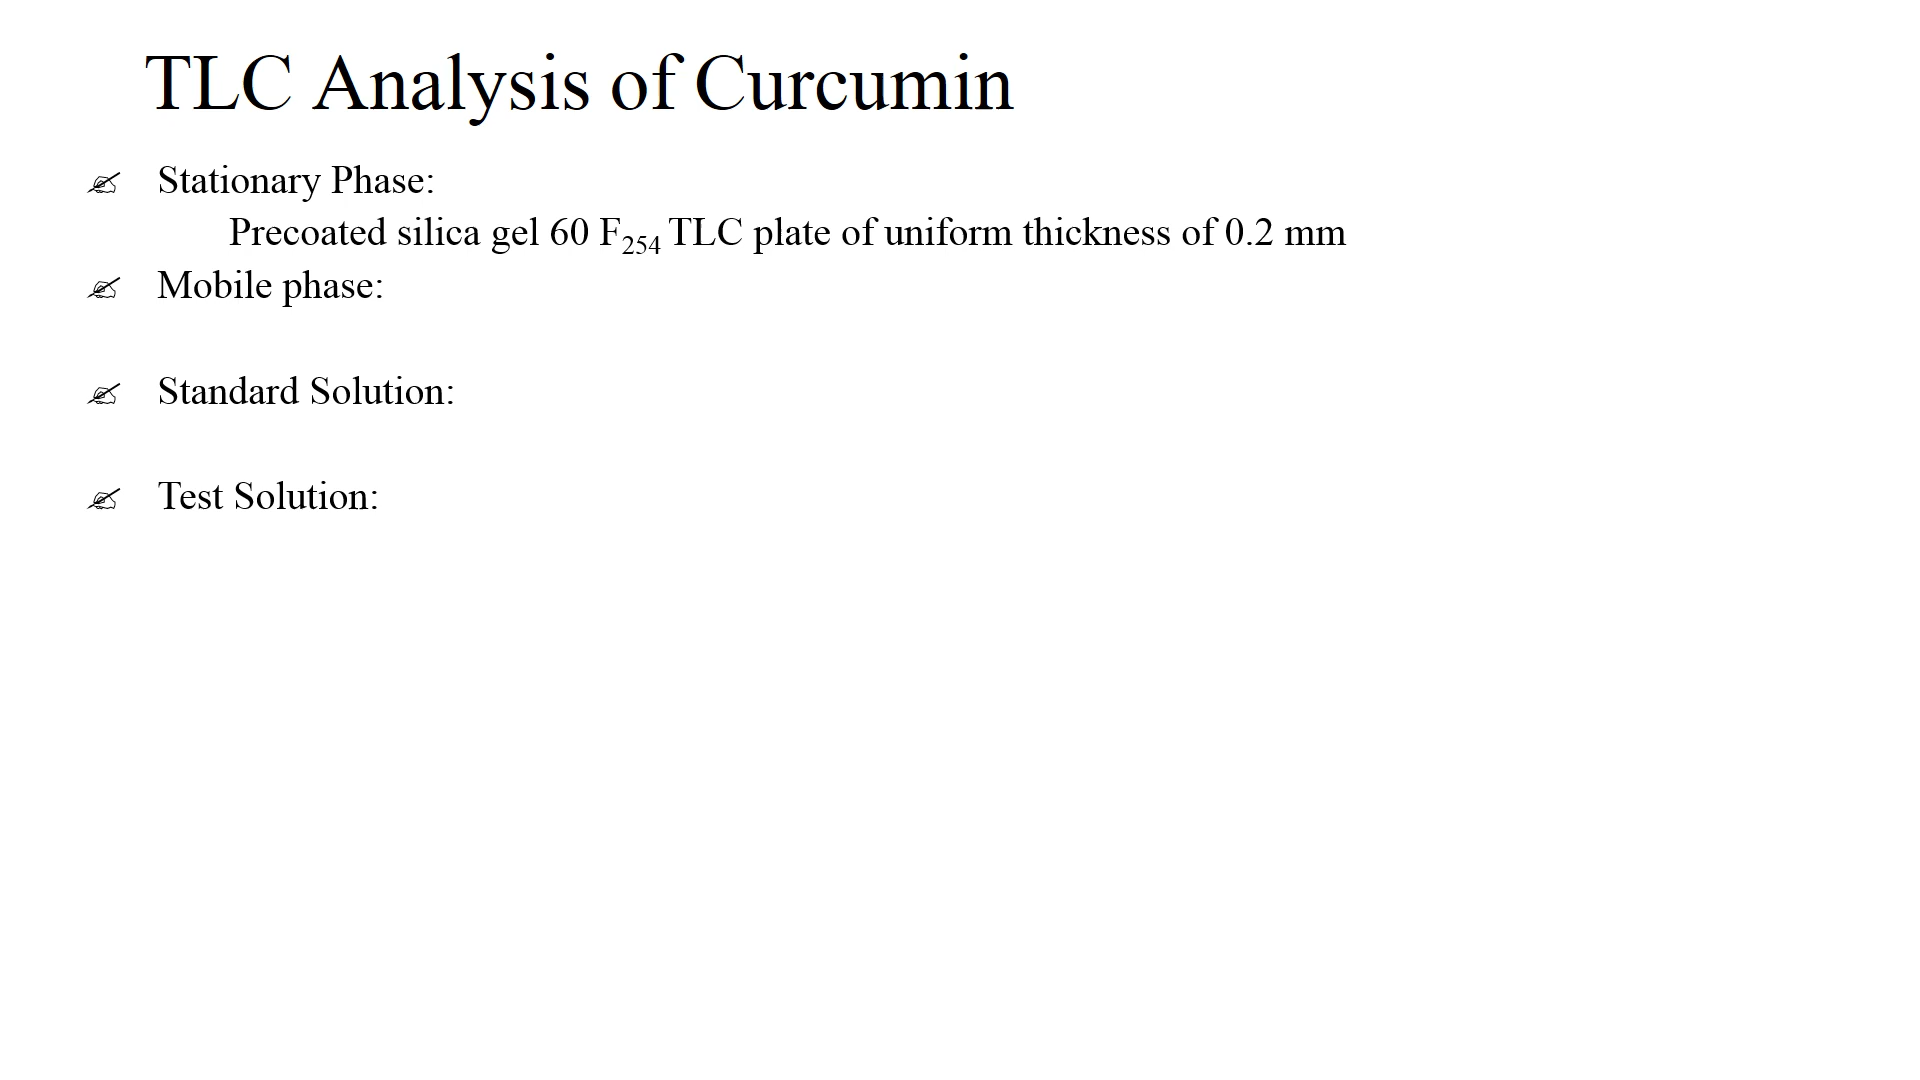 TLC Analysis of Curcumin
Stationary Phase:
Precoated silica gel 60 F254 TLC plate of uniform thickness of 0.2 mm
Mobile phase:
Standard Solution:
Test Solution: